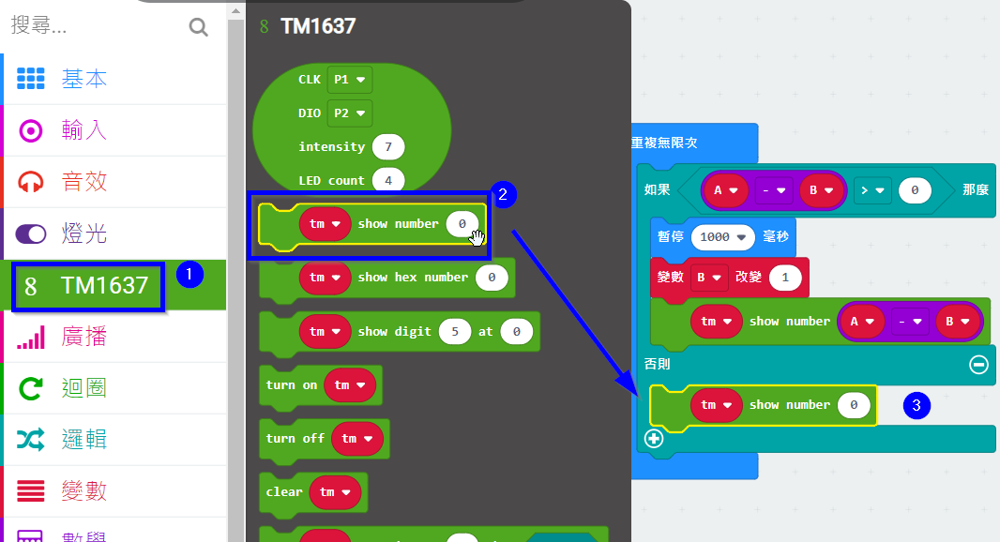 搜尋...
基本
輸入
音效
燈光
8 TM1637
1
廣播
迴圈
邏輯
變數
數學
8 TM1637
CLK P1
DIO P2
intensity 7
LED count 4
2
tm show number 0
tm show hex number 0
tm show digit 5 at 0
turn on tm
turn off tm
clear tm
重複無限次
如果 A - B > 0 那麼
暫停 1000 毫秒
變數 B 改變 1
tm show number A - B
否則
tm show number 0
3